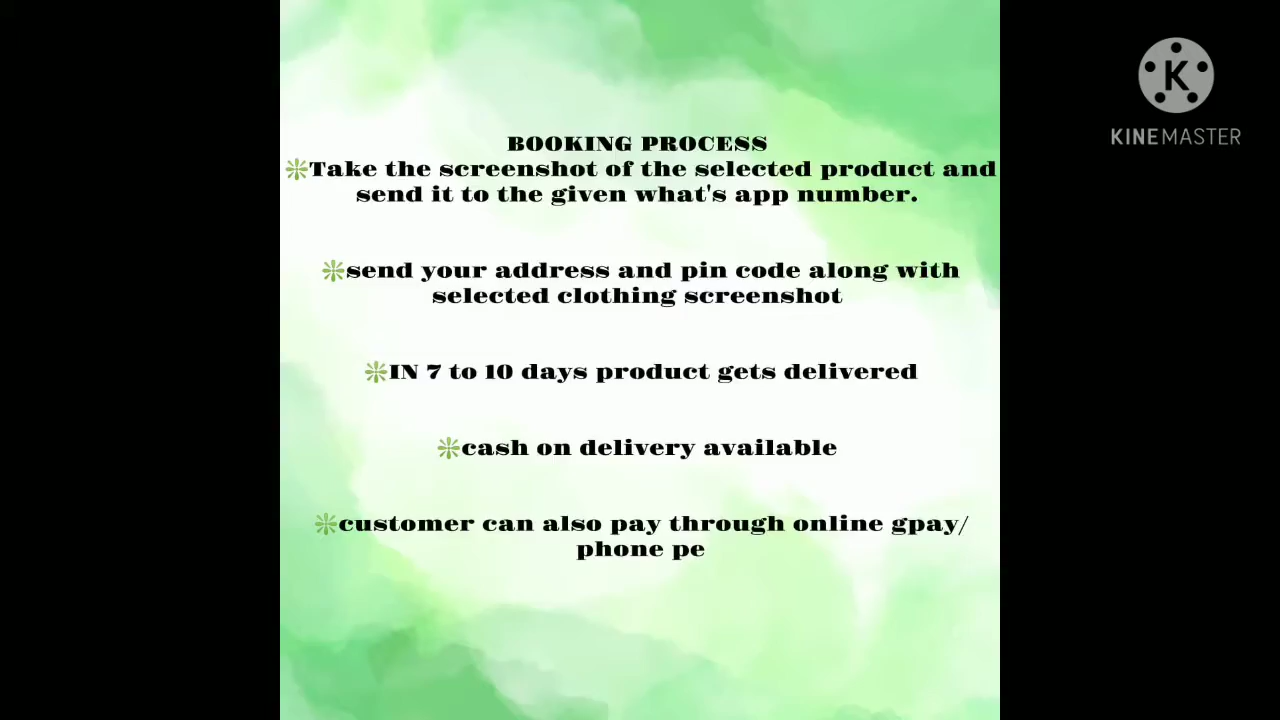 BOOKING PROCESS
❇Take the screenshot of the selected product and
send it to the given what's app number.
❇send your address and pin code along with
selected clothing screenshot
❇IN 7 to 10 days product gets delivered
❇cash on delivery available
❇customer can also pay through online gpay/
phone pe
K
KINEMASTER